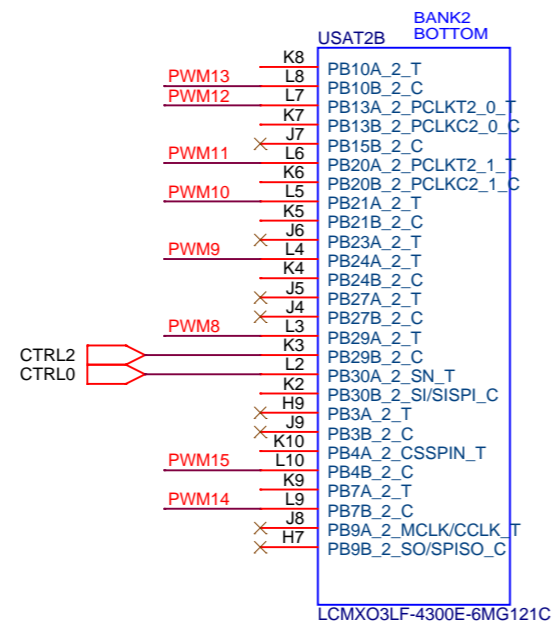 BANK2
USAT2B BOTTOM
K8 PB10A_2_T
PWM13 L8 PB10B_2_C
PWM12 L7 PB13A_2_PCLKT2_0_T
K7 PB13B_2_PCLKC2_0_C
J7 PB15B_2_C
PWM11 L6 PB20A_2_PCLKT2_1_T
K6 PB20B_2_PCLKC2_1_C
PWM10 L5 PB21A_2_T
K5 PB21B_2_C
J6 PB23A_2_T
PWM9 L4 PB24A_2_T
K4 PB24B_2_C
J5 PB27A_2_T
J4 PB27B_2_C
PWM8 L3 PB29A_2_T
CTRL2 K3 PB29B_2_C
CTRL0 L2 PB30A_2_SN_T
K2 PB30B_2_SI/SISPI_C
H9 PB3A_2_T
J9 PB3B_2_C
K10 PB4A_2_CSSPIN_T
PWM15 L10 PB4B_2_C
K9 PB7A_2_T
PWM14 L9 PB7B_2_C
J8 PB9A_2_MCLK/CCLK_T
H7 PB9B_2_SO/SPISO_C
LCMXO3LF-4300E-6MG121C